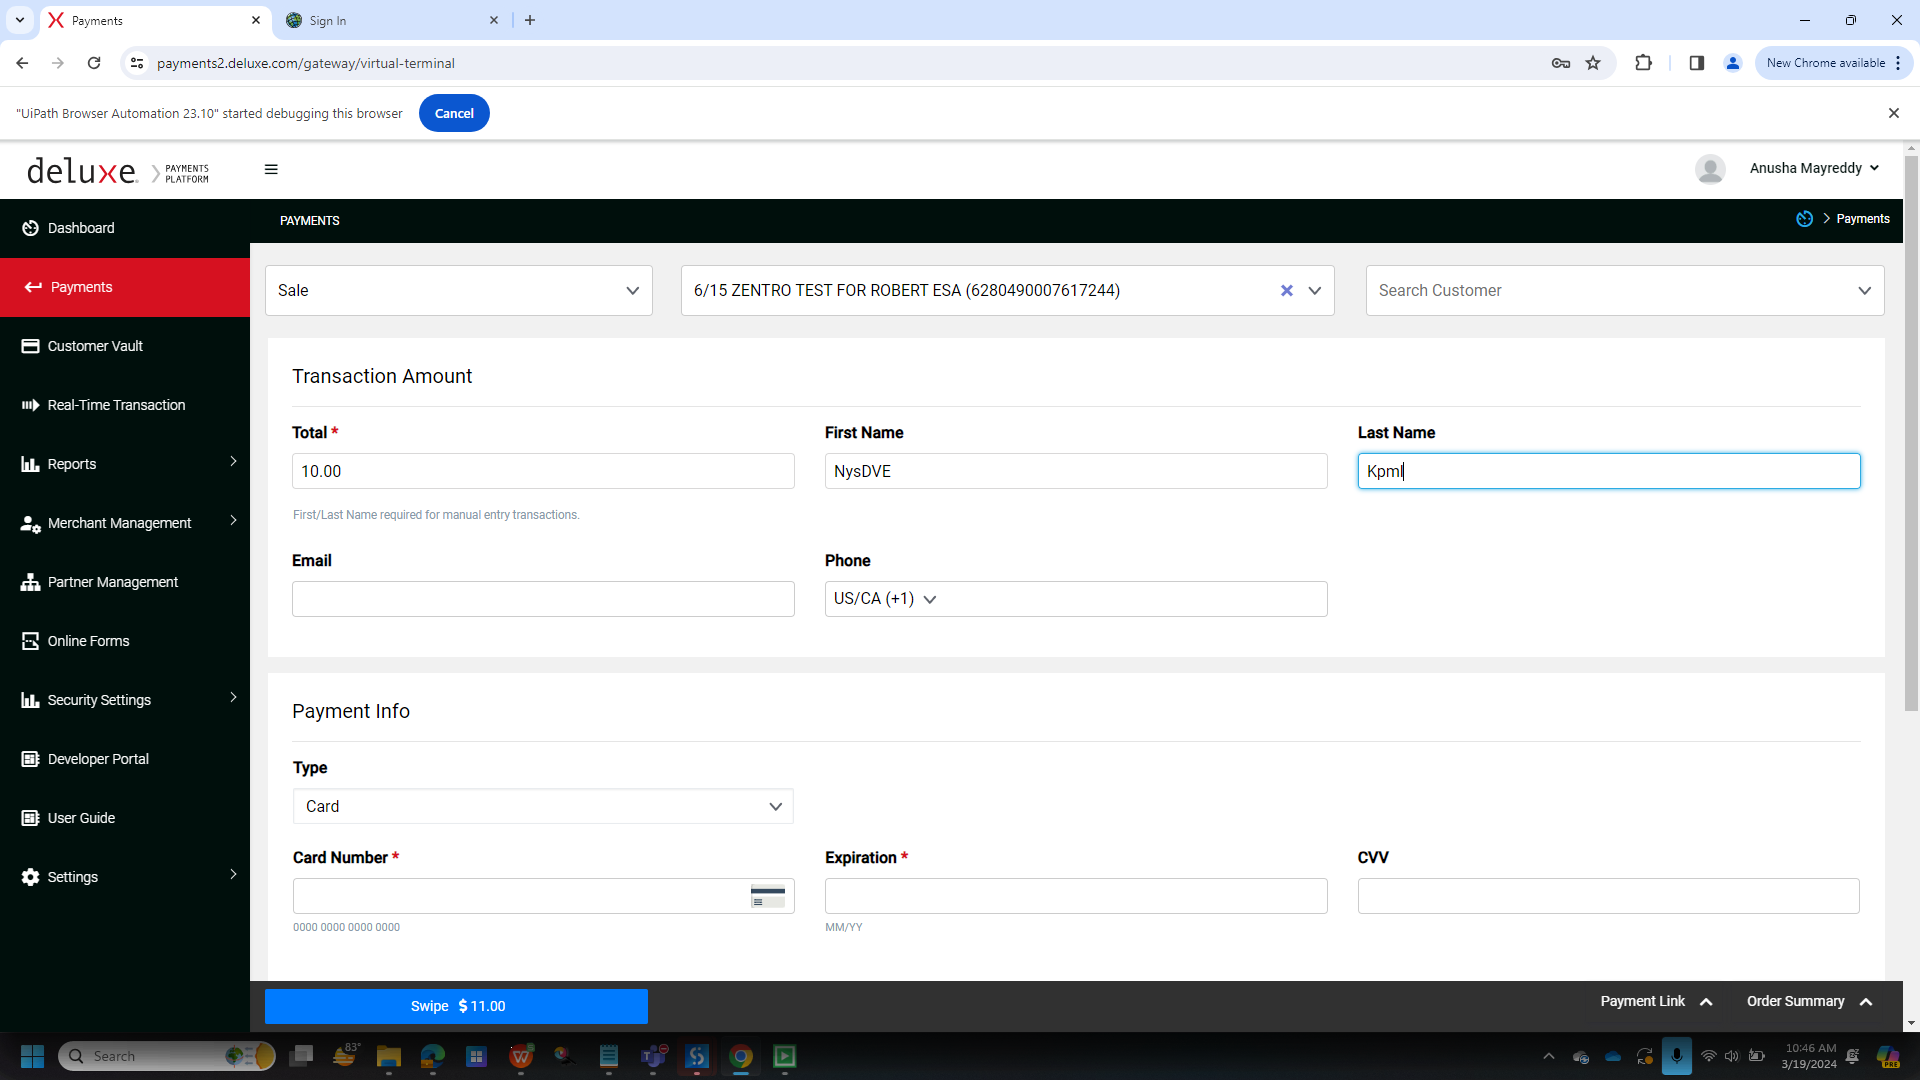 Payments
Sign In
payments2.deluxe.com/gateway/virtual-terminal
New Chrome available
"UiPath Browser Automation 23.10" started debugging this browser
Cancel
deluxe.
PAYMENTS
PLATFORM
Anusha Mayreddy
Dashboard
PAYMENTS
Payments
Payments
Sale
6/15 ZENTRO TEST FOR ROBERT ESA (6280490007617244)
Search Customer
Customer Vault
Real-Time Transaction
Reports
Merchant Management
Partner Management
Online Forms
Security Settings
Developer Portal
User Guide
Settings
Transaction Amount
Total *
First Name
Last Name
10.00
NysDVE
Kpml
First/Last Name required for manual entry transactions.
Email
Phone
US/CA (+1)
Payment Info
Type
Card
Card Number *
Expiration *
CVV
0000 0000 0000 0000
MM/YY
Swipe $ 11.00
Payment Link
Order Summary
Search
83°
10:46 AM
3/19/2024
PRE